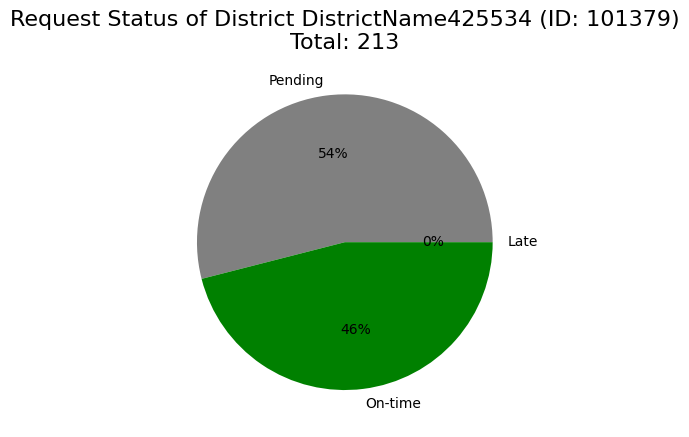 Request Status of District DistrictName425534 (ID: 101379)
Total: 213
Pending
54%
0%
Late
46%
On-time